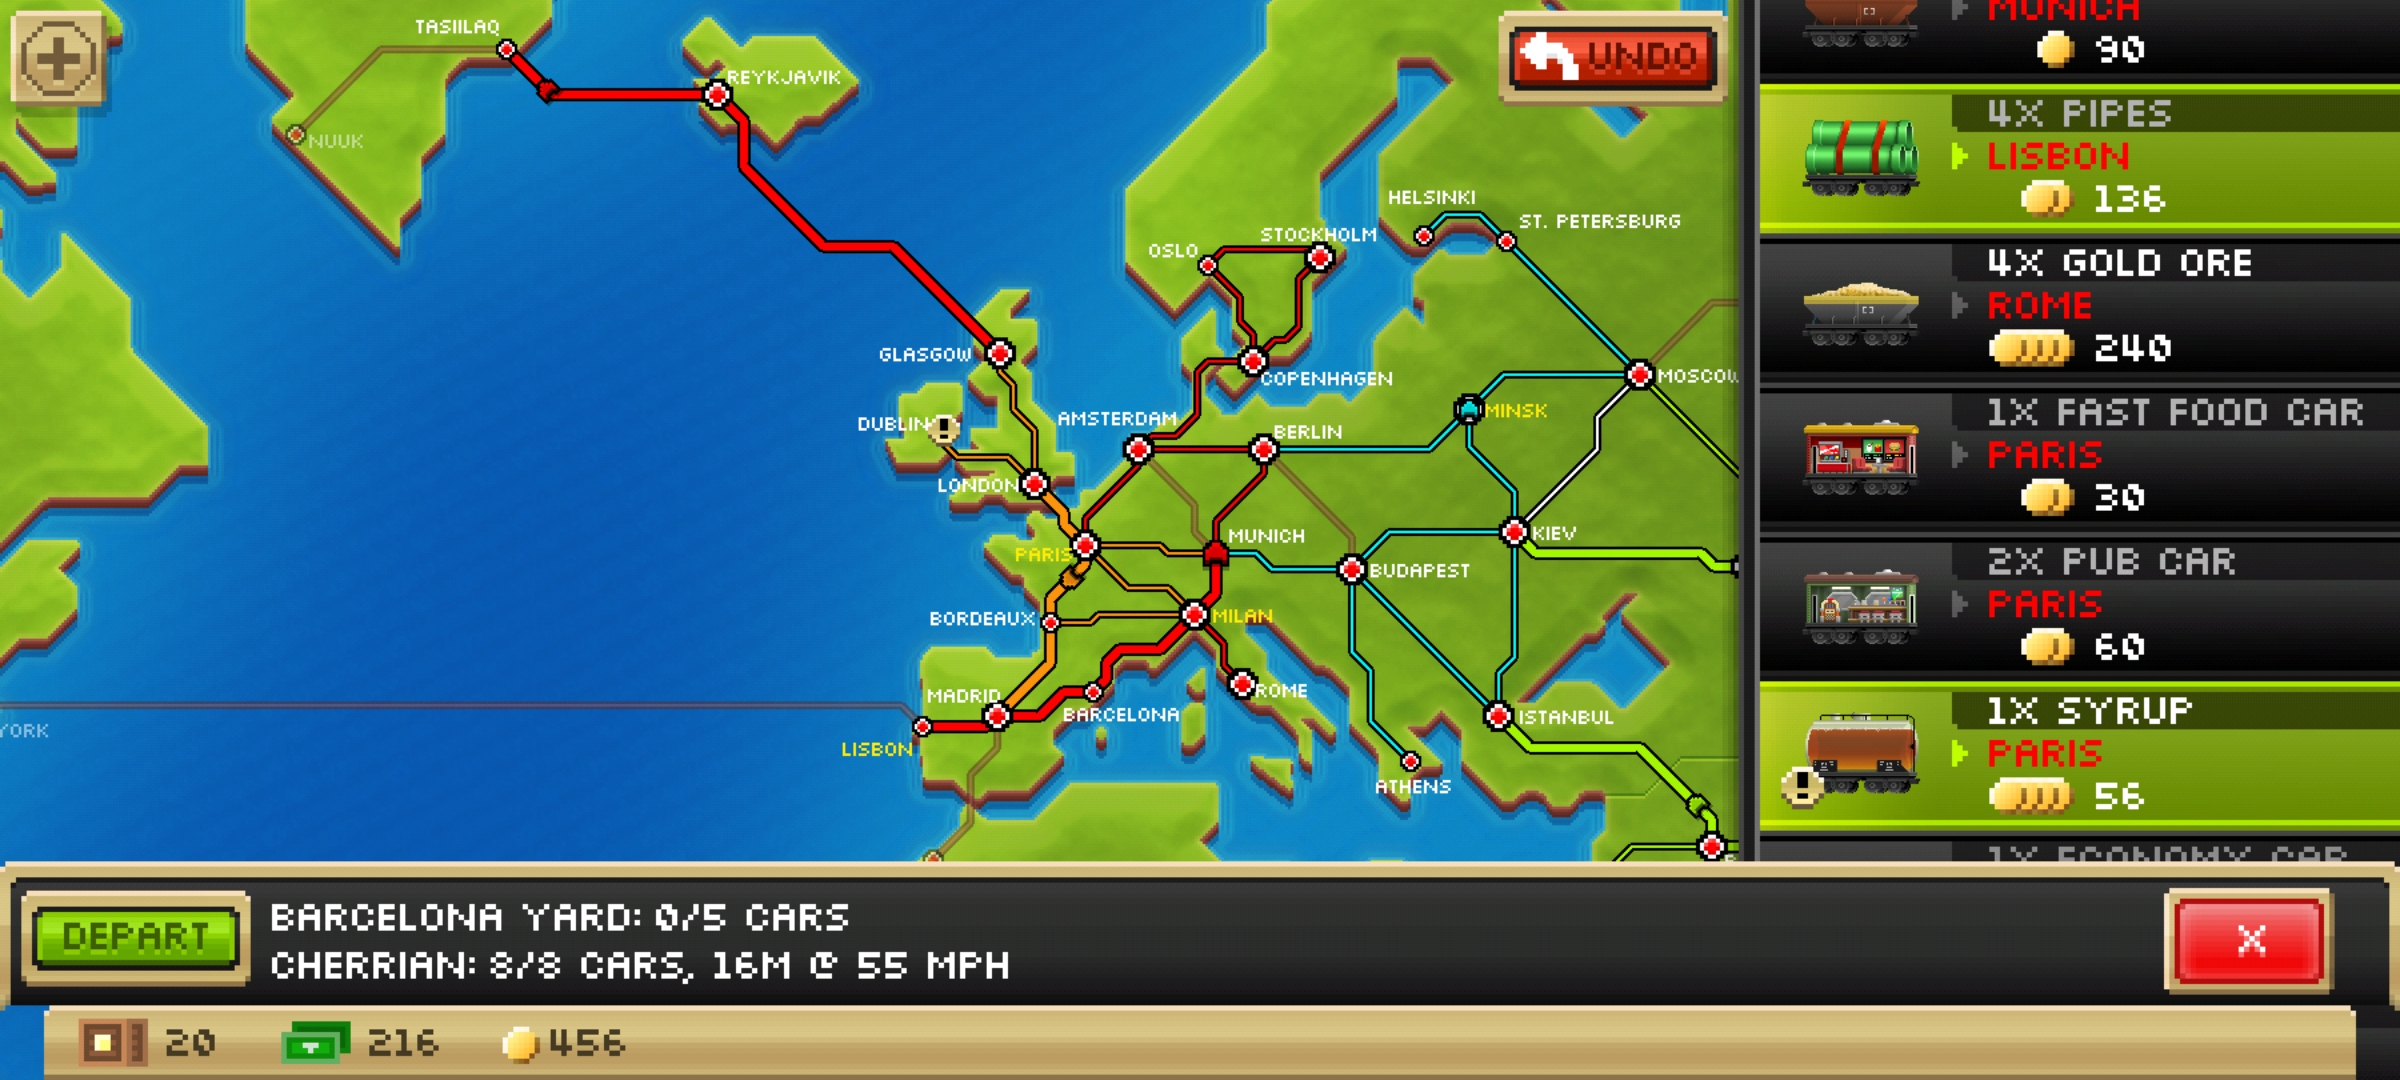 TASIILAQ
NUUK
REYKJAVIK
UNDO
HELSINKI
ST. PETERSBURG
STOCKHOLM
OSLO
GLASGOW
COPENHAGEN
MOSCOW
DUBLIN
AMSTERDAM
MINSK
BERLIN
LONDON
MUNICH
KIEV
PARIS
BUDAPEST
BORDEAUX
MILAN
MADRID
ROME
BARCELONA
ISTANBUL
YORK
LISBON
ATHENS
MUNICH
90
4X PIPES
LISBON
136
4X GOLD ORE
ROME
240
1X FAST FOOD CAR
PARIS
30
2X PUB CAR
PARIS
60
1X SYRUP
PARIS
56
1X ECONOMY CAR
DEPART
BARCELONA YARD: 0/5 CARS
CHERRIAN: 8/8 CARS, 16M @ 55 MPH
X
20
216
456